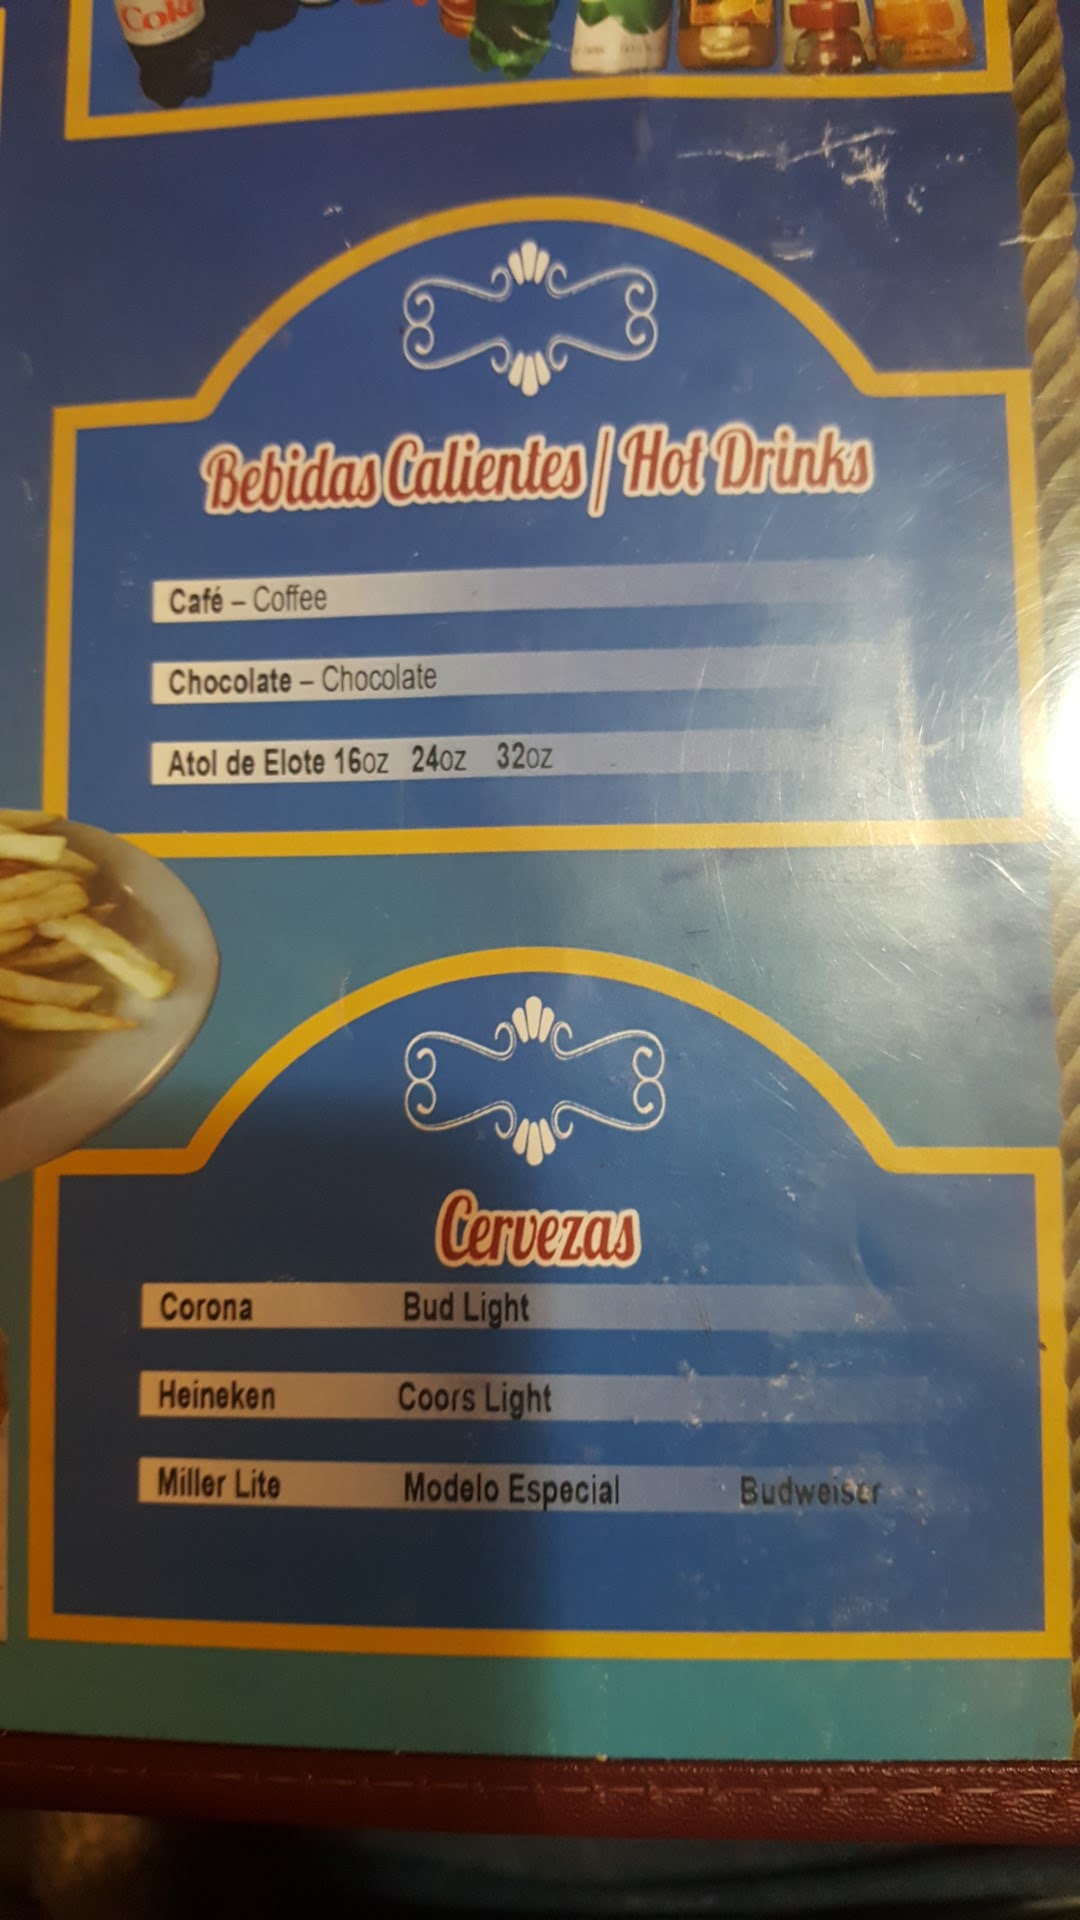 Coke
Bebidas Calientes / Hot Drinks
Café – Coffee
Chocolate – Chocolate
Atol de Elote 16oz 24oz 32oz
Cervezas
Corona Bud Light
Heineken Coors Light
Miller Lite Modelo Especial Budweiser